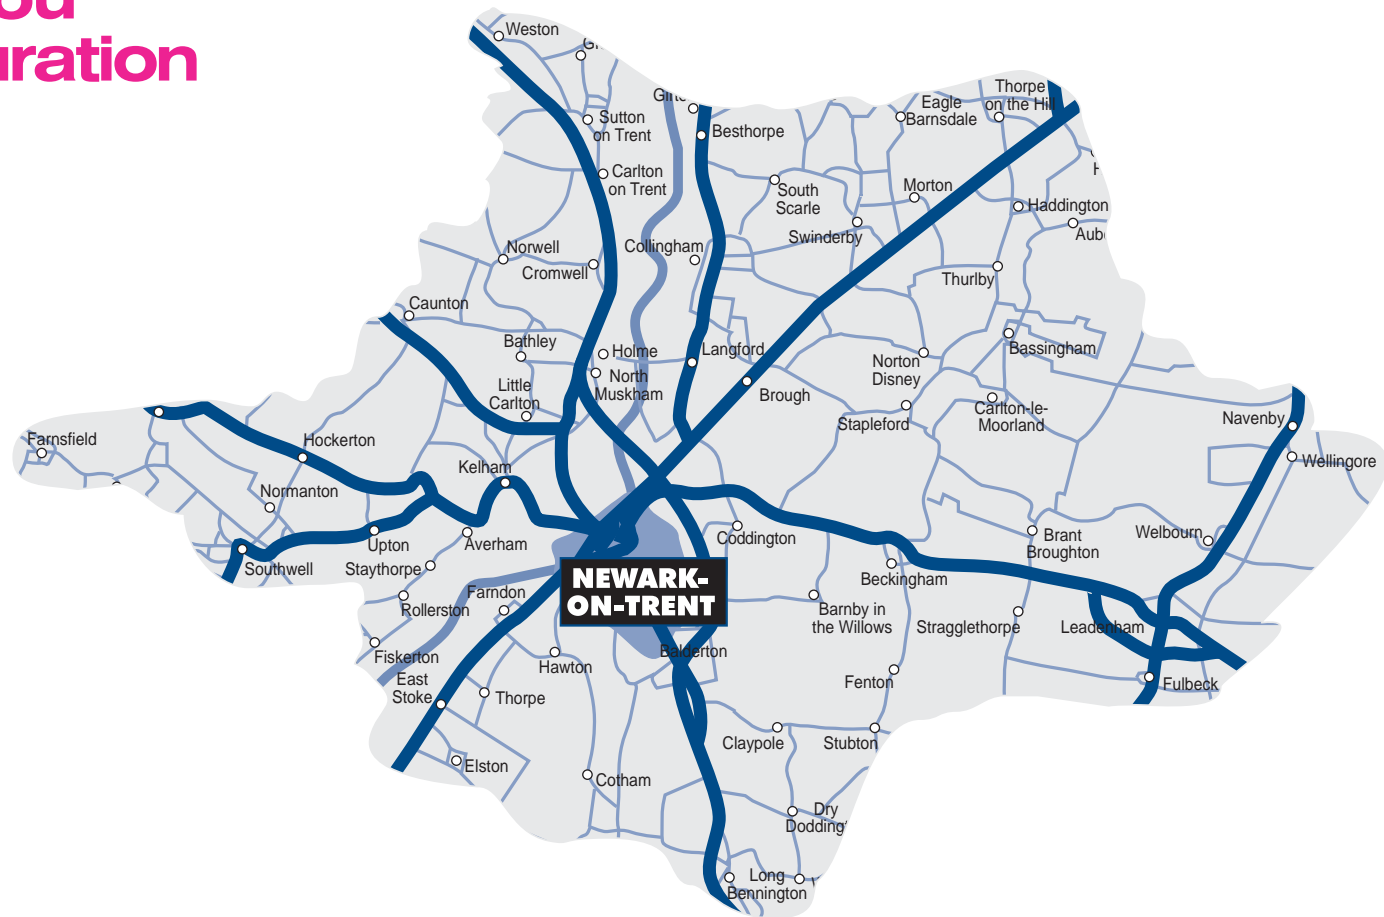 Weston
Sutton
on Trent
Carlton
on Trent
Besthorpe
Eagle
Barnsdale
Thorpe
on the Hill
South
Scarle
Morton
Haddington
Swinderby
Norwell
Cromwell
Collingham
Thurlby
Caunton
Bathley
Holme
North
Muskham
Langford
Little
Carlton
Brough
Norton
Disney
Bassingham
Stapleford
Carlton-le-
Moorland
Navenby
Wellingore
Farnsfield
Hockerton
Kelham
Normanton
Upton
Averham
Southwell
Staythorpe
Coddington
Brant
Broughton
Welbourn
Beckingham
NEWARK-
ON-TRENT
Farndon
Rollerston
Barnby in
the Willows
Stragglethorpe
Leadenham
Fiskerton
Hawton
Balderton
East
Stoke
Thorpe
Fenton
Fulbeck
Claypole
Stubton
Elston
Cotham
Dry
Long
Bennington